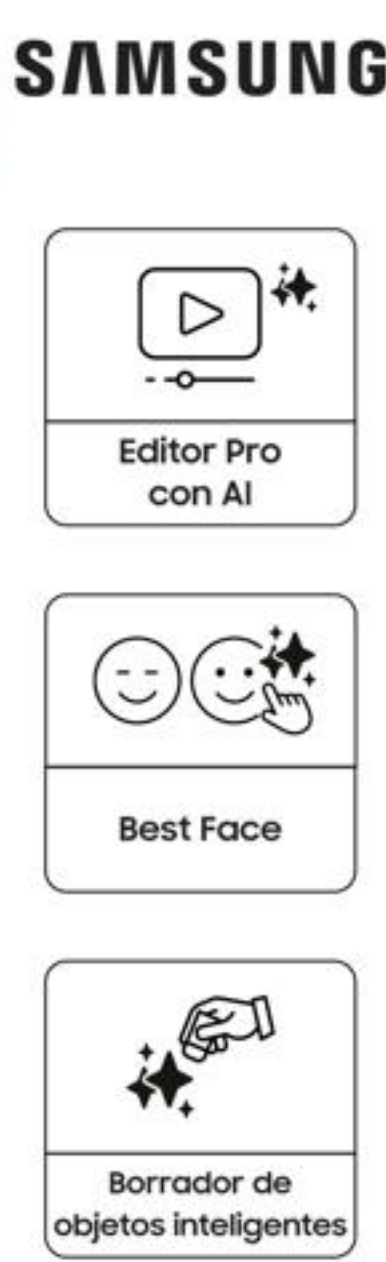 SAMSUNG
Editor Pro
con AI
Best Face
Borrador de
objetos inteligentes